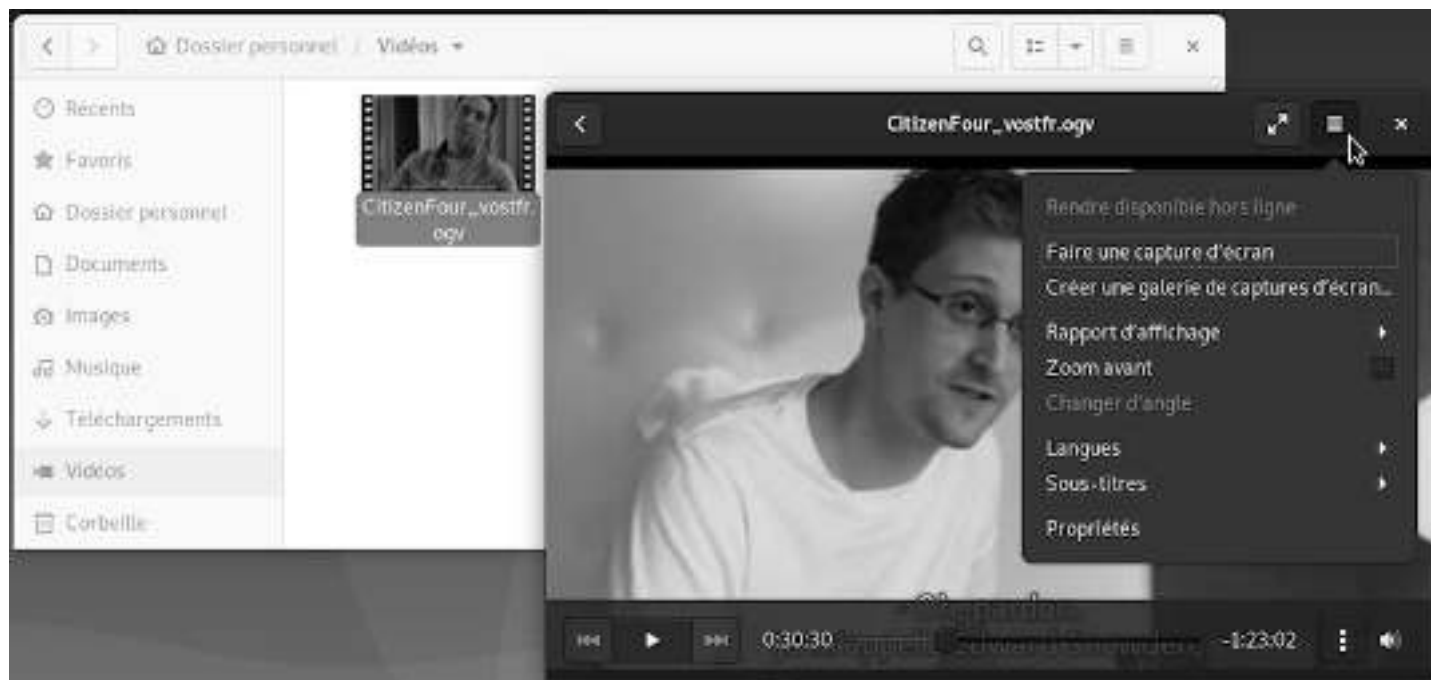 Dossier personnel / Vidéos
Récents
Favoris
Dossier personnel
Documents
Images
Musique
Téléchargements
Vidéos
Corbeille
CitizenFour_vostfr.
ogv
CitizenFour_vostfr.ogv
Rendre disponible hors ligne
Faire une capture d'écran
Créer une galerie de captures d'écran...
Rapport d'affichage
Zoom avant
Changer d'angle
Langues
Sous-titres
Propriétés
0:30:30
-1:23:02